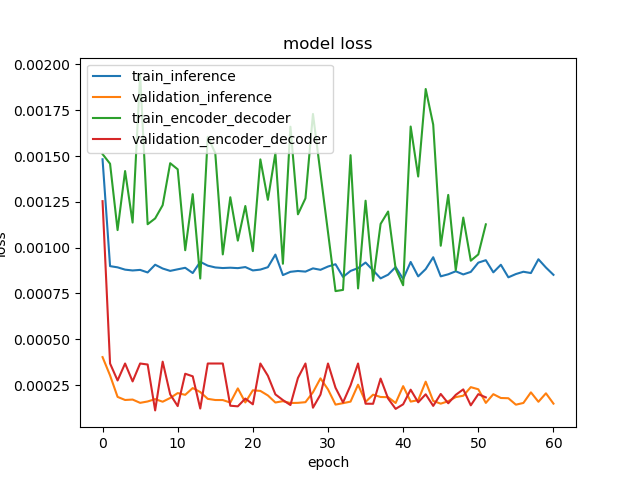 model loss
0.00200
0.00175
0.00150
0.00125
0.00100
0.00075
0.00050
0.00025
loss
train_inference
validation_inference
train_encoder_decoder
validation_encoder_decoder
0 10 20 30 40 50 60
epoch